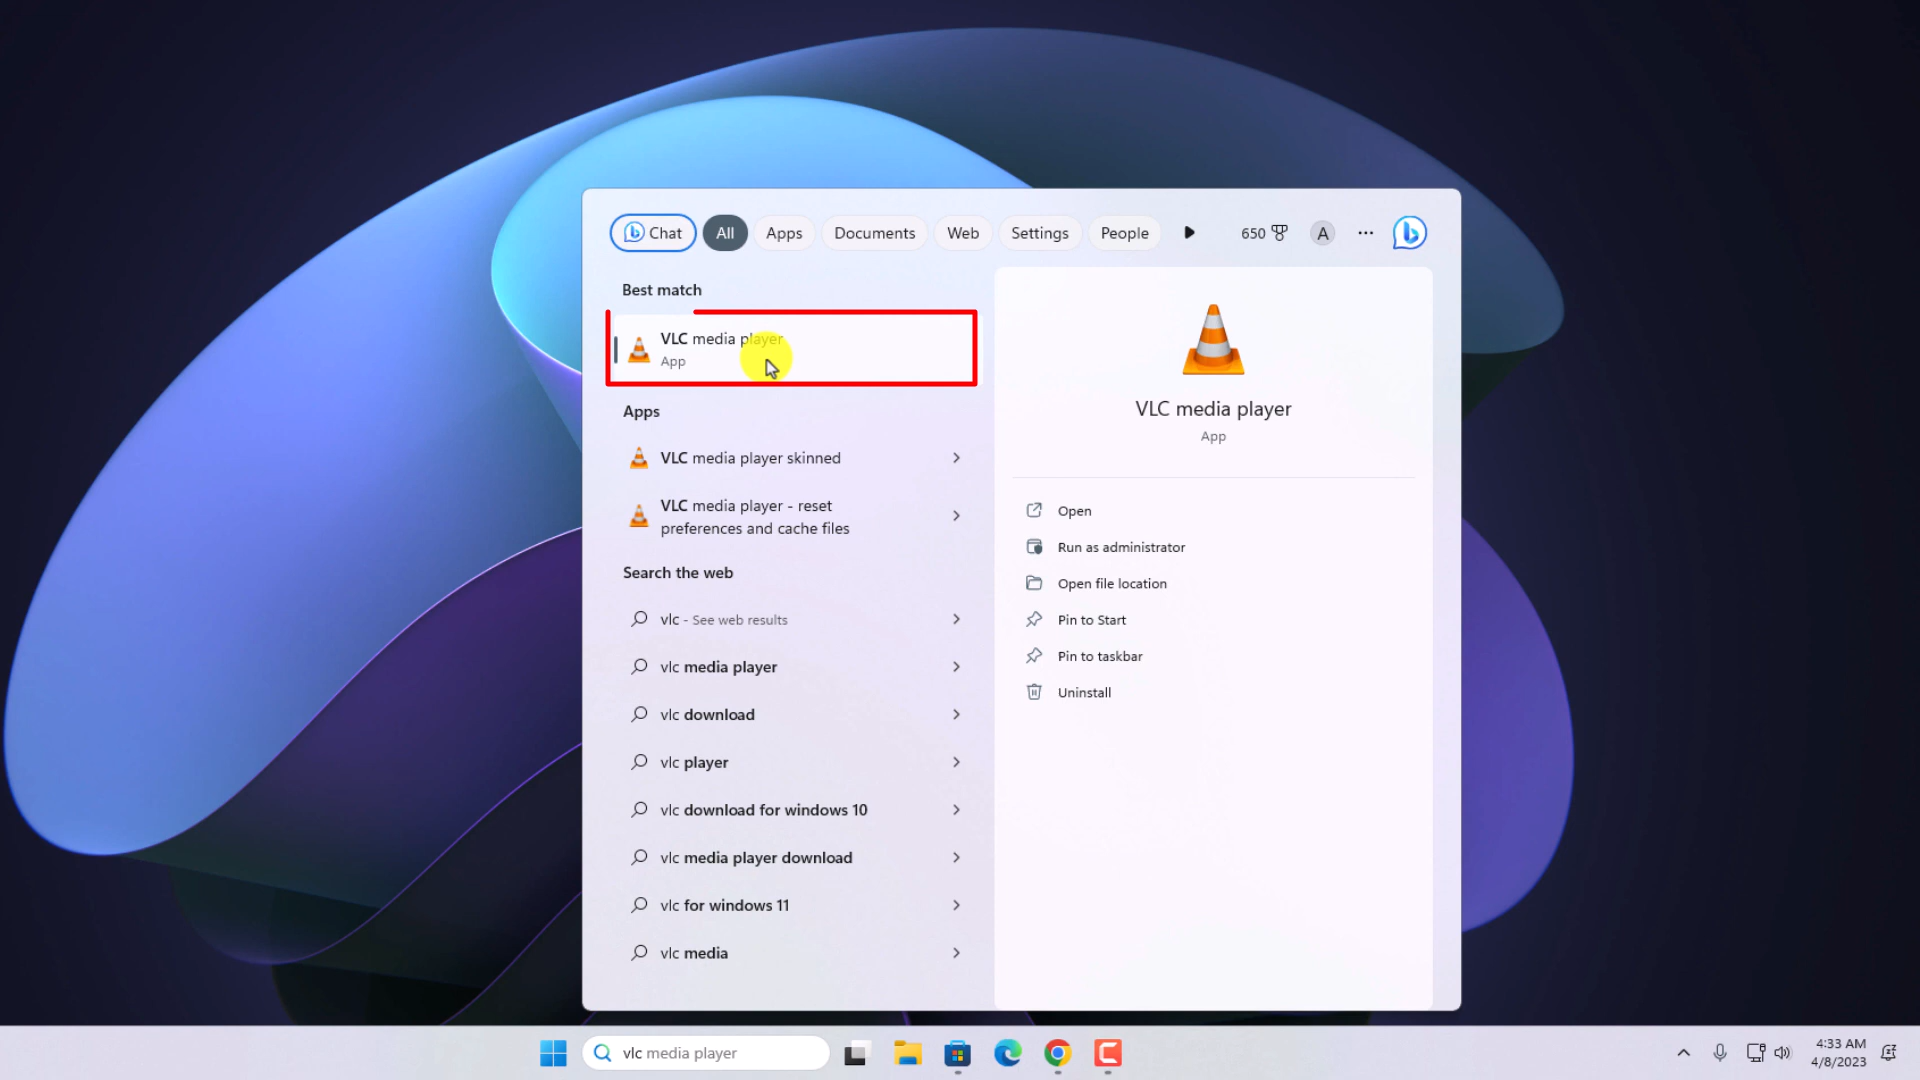 Chat
All
Apps
Documents
Web
Settings
People
650
A
Best match
VLC media player
App
Apps
VLC media player skinned
VLC media player - reset
preferences and cache files
Search the web
vlc - See web results
vlc media player
vlc download
vlc player
vlc download for windows 10
vlc media player download
vlc for windows 11
vlc media
VLC media player
App
Open
Run as administrator
Open file location
Pin to Start
Pin to taskbar
Uninstall
vlc media player
4:33 AM
4/8/2023